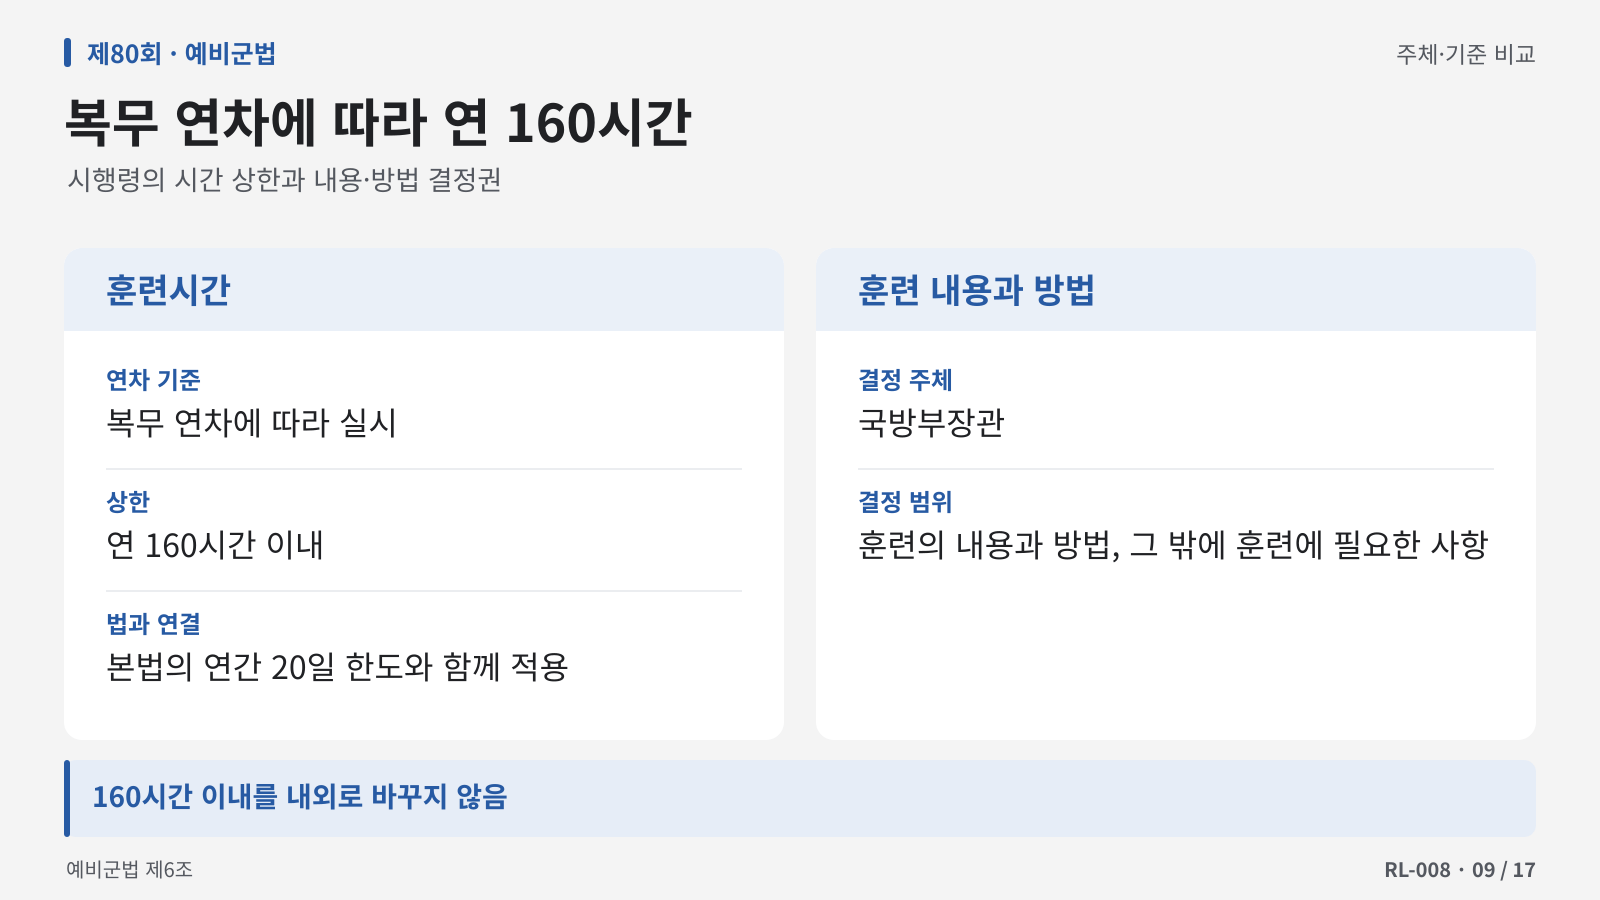 제80회 · 예비군법
주체·기준 비교
복무 연차에 따라 연 160시간
시행령의 시간 상한과 내용·방법 결정권
훈련시간
연차 기준
복무 연차에 따라 실시
상한
연 160시간 이내
법과 연결
본법의 연간 20일 한도와 함께 적용
훈련 내용과 방법
결정 주체
국방부장관
결정 범위
훈련의 내용과 방법, 그 밖에 훈련에 필요한 사항
160시간 이내를 내외로 바꾸지 않음
예비군법 제6조
RL-008 · 09 / 17